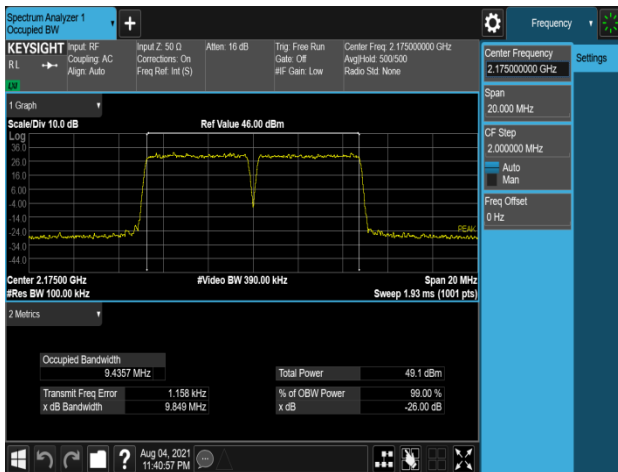 Spectrum Analyzer 1
Occupied BW
Frequency
KEYSIGHT
RL
Input: RF
Coupling: AC
Align: Auto
Input Z: 50 Ω
Corrections: On
Freq Ref: Int (S)
Atten: 16 dB
Trig: Free Run
Gate: Off
#IF Gain: Low
Center Freq: 2.175000000 GHz
Avg|Hold: 500/500
Radio Std: None
Center Frequency
2.175000000 GHz
Settings
Span
20.000 MHz
CF Step
2.000000 MHz
Auto
Man
Freq Offset
0 Hz
1 Graph
Scale/Div 10.0 dB
Ref Value 46.00 dBm
Log
36.0
26.0
16.0
6.00
-4.00
-14.0
-24.0
-34.0
-44.0
PEAK
Center 2.17500 GHz
#Video BW 390.00 kHz
Span 20 MHz
#Res BW 100.00 kHz
Sweep 1.93 ms (1001 pts)
2 Metrics
Occupied Bandwidth
9.4357 MHz
Total Power
49.1 dBm
Transmit Freq Error
1.158 kHz
% of OBW Power
99.00 %
x dB Bandwidth
9.849 MHz
x dB
-26.00 dB
Aug 04, 2021
11:40:57 PM